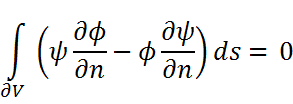 ∫∂V (ψ ∂ϕ/∂n − ϕ ∂ψ/∂n) ds = 0